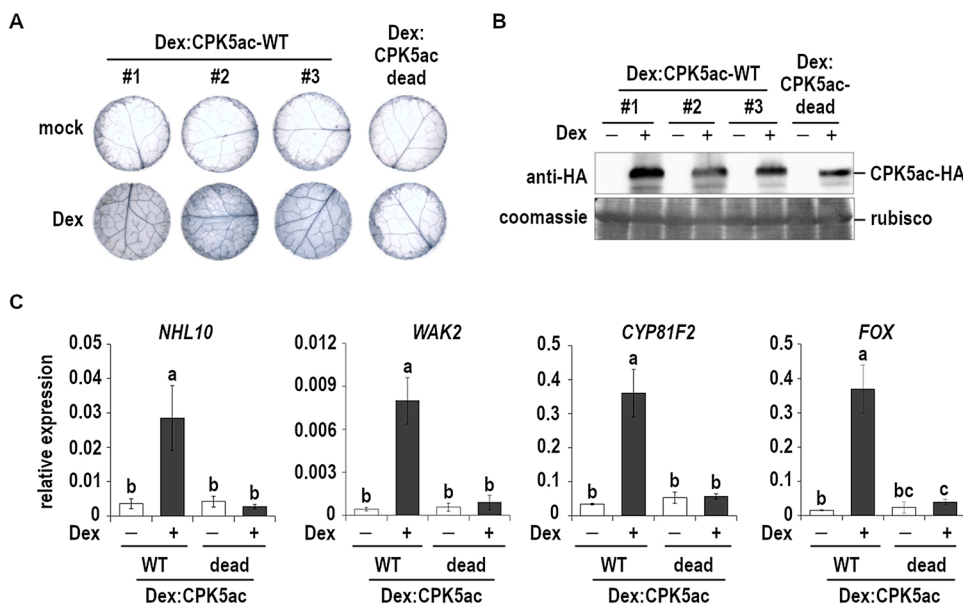 A
Dex:CPK5ac-WT
Dex:
CPK5ac
dead
#1 #2 #3
mock
Dex
B
Dex:CPK5ac-WT
Dex:
CPK5ac-
dead
#1 #2 #3
Dex – + – + – + – +
anti-HA CPK5ac-HA
coomassie rubisco
C
relative expression
NHL10
0.05
0.04
0.03
0.02
0.01
0
b a b b
Dex – + – +
WT dead
Dex:CPK5ac
WAK2
0.012
0.009
0.006
0.003
0
b a b b
Dex – + – +
WT dead
Dex:CPK5ac
CYP81F2
0.5
0.4
0.3
0.2
0.1
0
b a b b
Dex – + – +
WT dead
Dex:CPK5ac
FOX
0.5
0.4
0.3
0.2
0.1
0
b a bc c
Dex – + – +
WT dead
Dex:CPK5ac